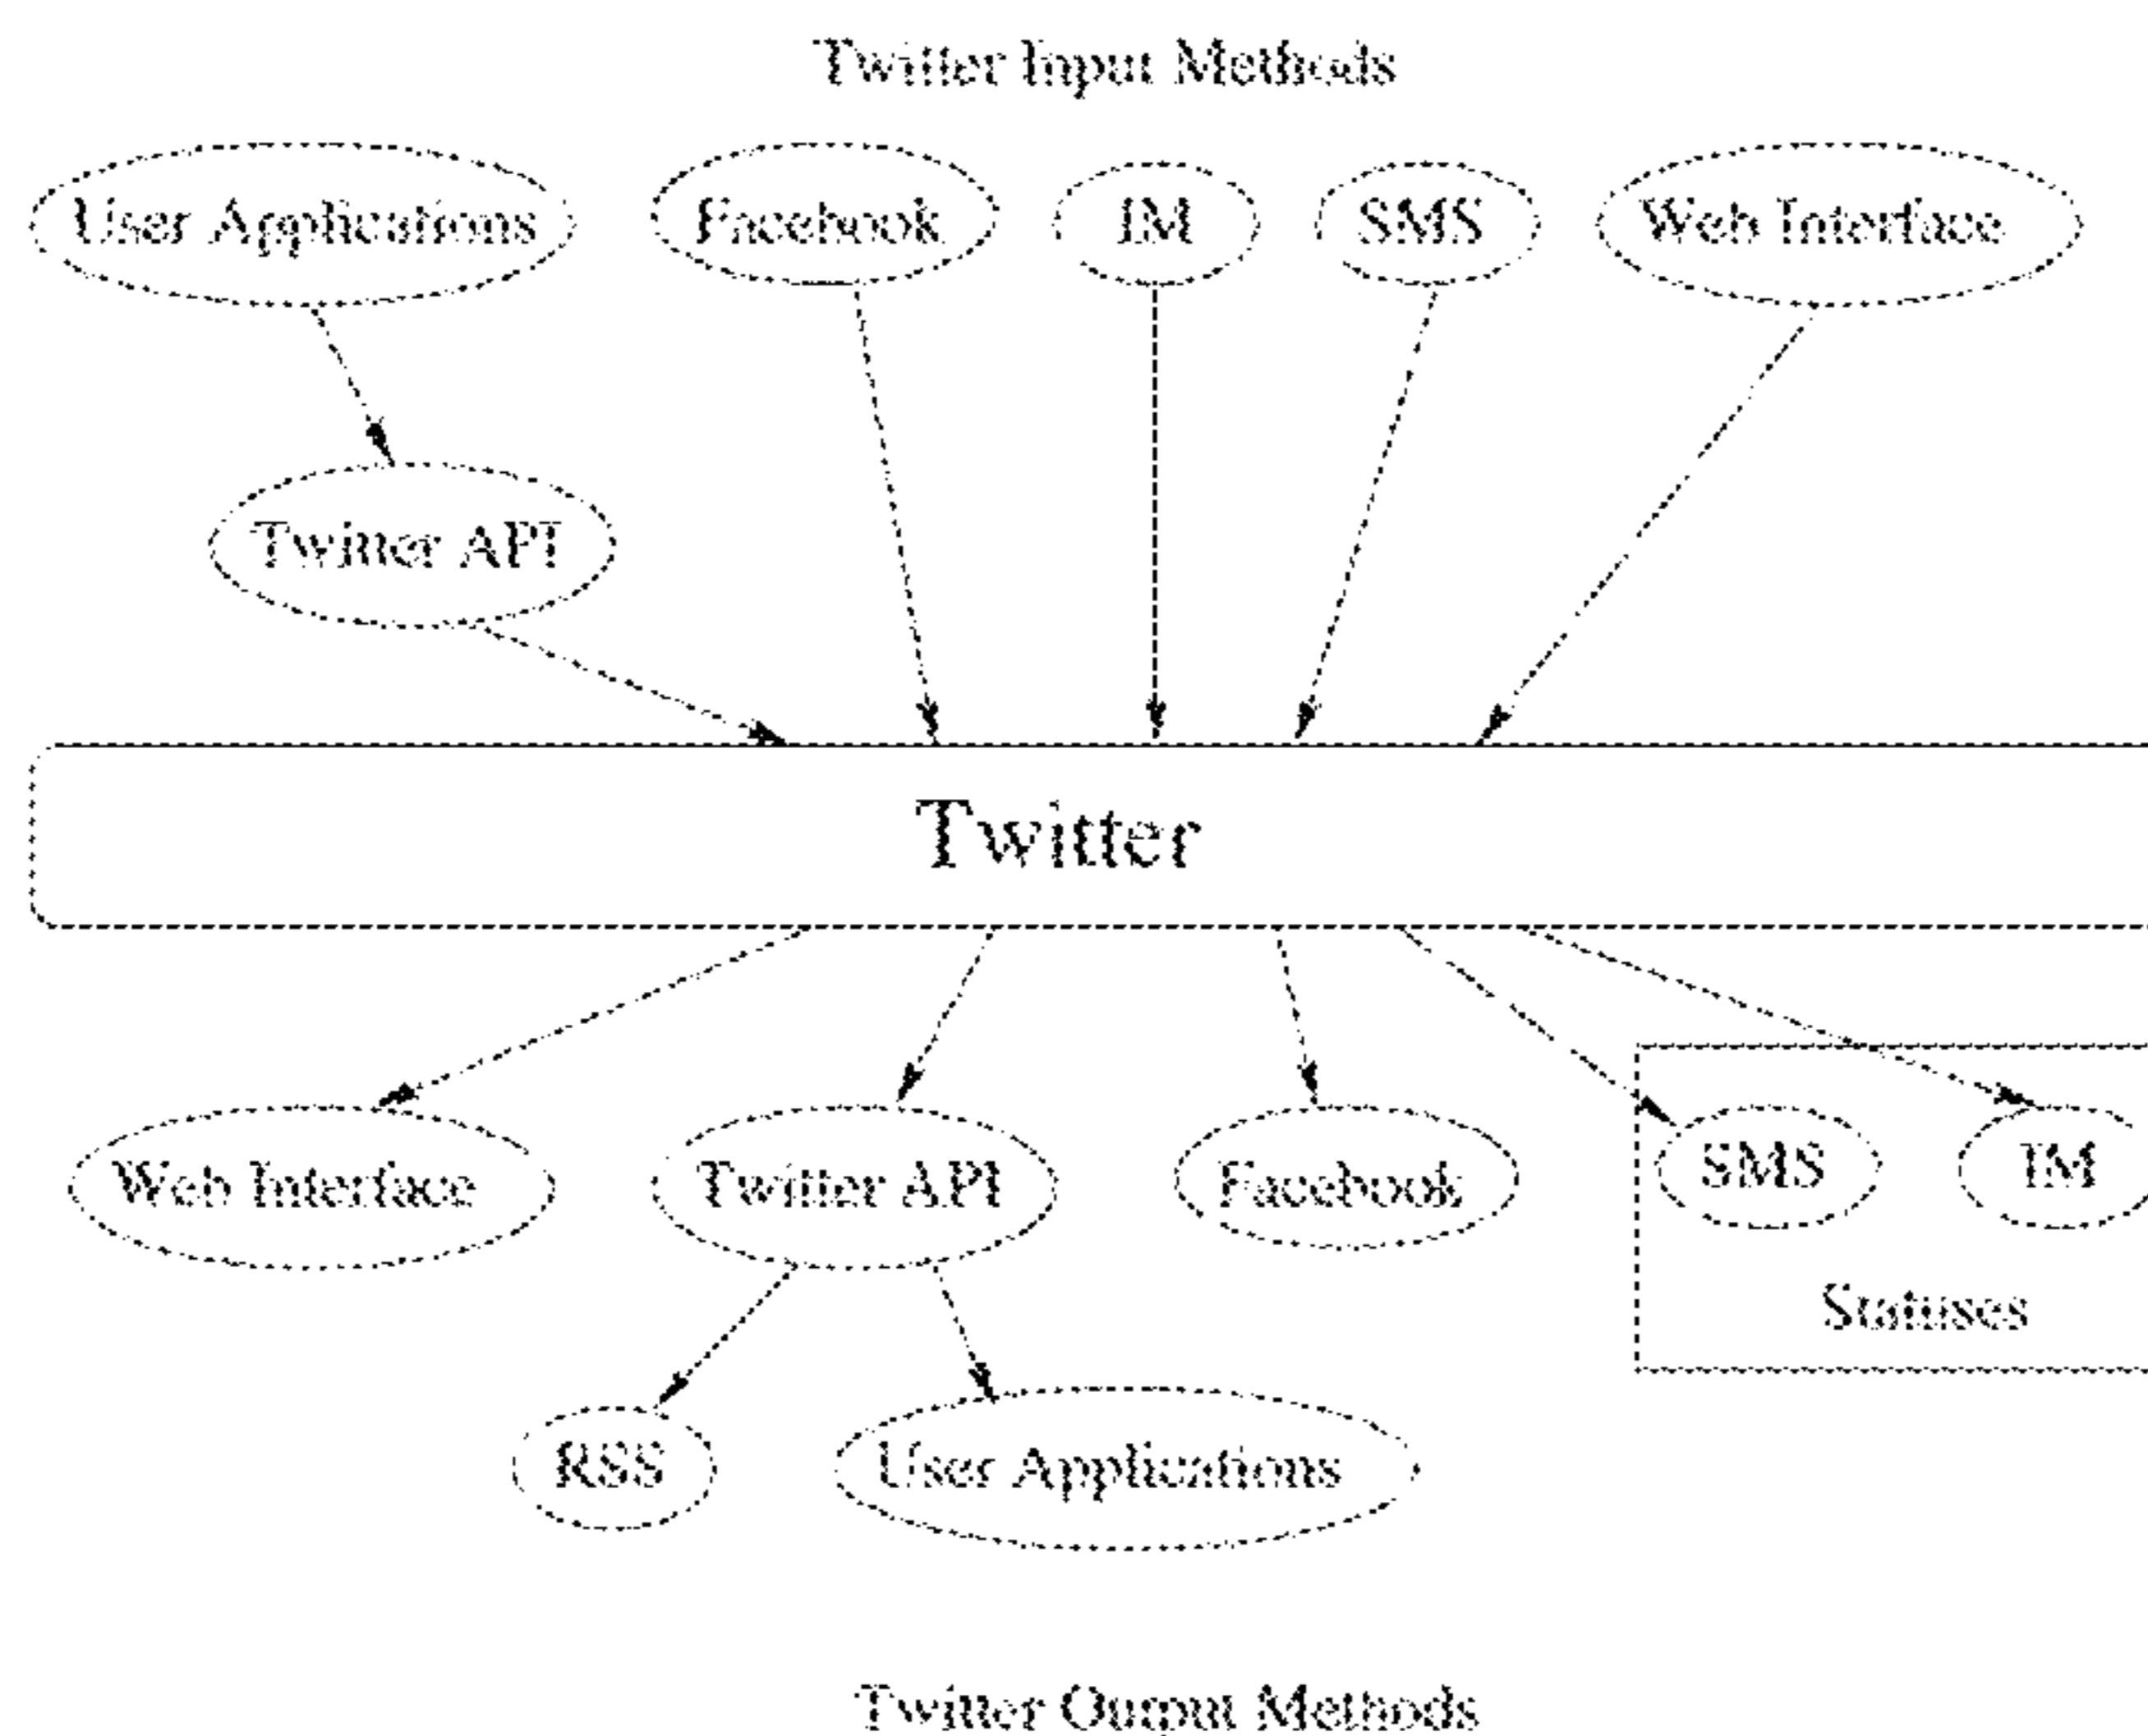 Twitter Input Methods
User Applications Facebook IM SMS Web Interface
Twitter API
Twitter
Web Interface Twitter API Facebook SMS IM
Statuses
RSS User Applications
Twitter Output Methods